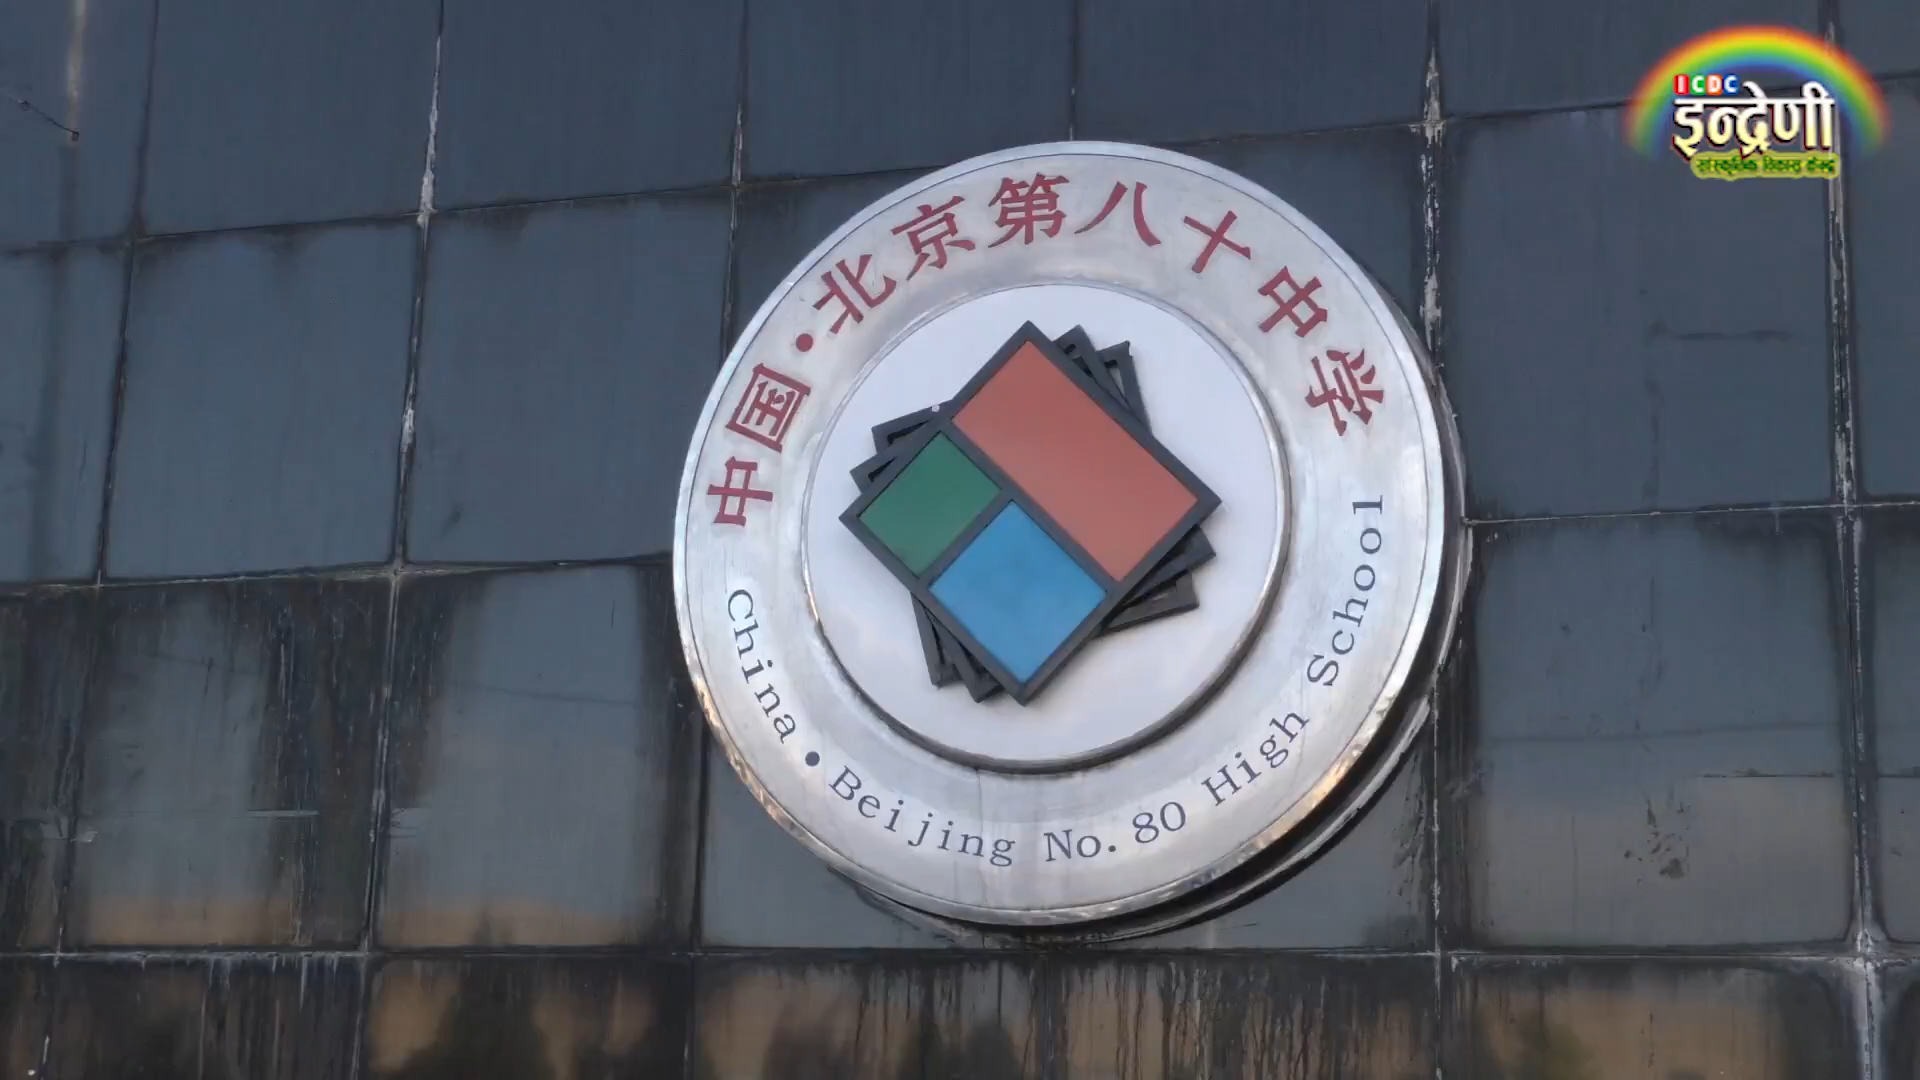 中国·北京第八十中学
China·Beijing No.80 High School
ICDC
इन्द्रेणी
सांस्कृतिक विकास केन्द्र